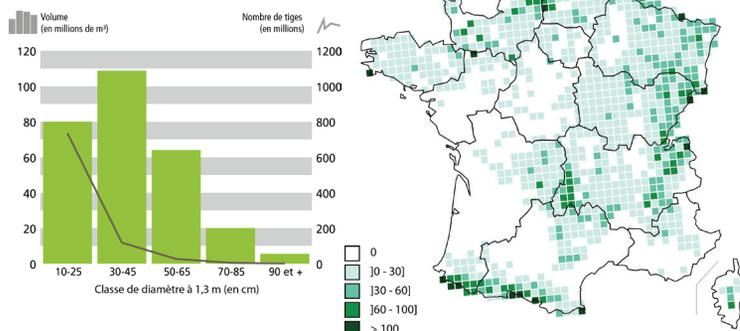 Volume
(en millions de m³)
Nombre de tiges
(en millions)
120
100
80
60
40
20
0
1200
1000
800
600
400
200
0
10-25 30-45 50-65 70-85 90 et +
Classe de diamètre à 1,3 m (en cm)
0
]0 - 30]
]30 - 60]
]60 - 100]
> 100